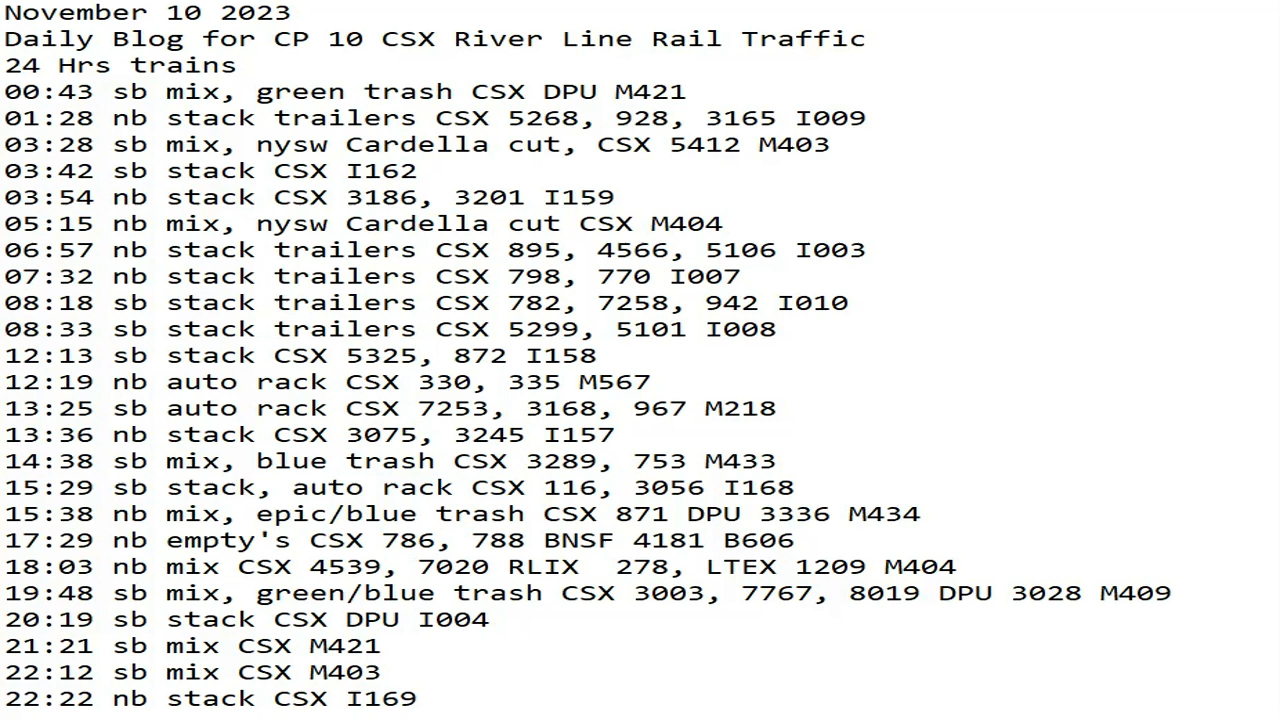 November 10 2023
Daily Blog for CP 10 CSX River Line Rail Traffic
24 Hrs trains
00:43 sb mix, green trash CSX DPU M421
01:28 nb stack trailers CSX 5268, 928, 3165 I009
03:28 sb mix, nysw Cardella cut, CSX 5412 M403
03:42 sb stack CSX I162
03:54 nb stack CSX 3186, 3201 I159
05:15 nb mix, nysw Cardella cut CSX M404
06:57 nb stack trailers CSX 895, 4566, 5106 I003
07:32 nb stack trailers CSX 798, 770 I007
08:18 sb stack trailers CSX 782, 7258, 942 I010
08:33 sb stack trailers CSX 5299, 5101 I008
12:13 sb stack CSX 5325, 872 I158
12:19 nb auto rack CSX 330, 335 M567
13:25 sb auto rack CSX 7253, 3168, 967 M218
13:36 nb stack CSX 3075, 3245 I157
14:38 sb mix, blue trash CSX 3289, 753 M433
15:29 sb stack, auto rack CSX 116, 3056 I168
15:38 nb mix, epic/blue trash CSX 871 DPU 3336 M434
17:29 nb empty's CSX 786, 788 BNSF 4181 B606
18:03 nb mix CSX 4539, 7020 RLIX  278, LTEX 1209 M404
19:48 sb mix, green/blue trash CSX 3003, 7767, 8019 DPU 3028 M409
20:19 sb stack CSX DPU I004
21:21 sb mix CSX M421
22:12 sb mix CSX M403
22:22 nb stack CSX I169